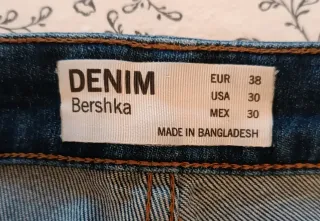 DENIM
Bershka
EUR 38
USA 30
MEX 30
MADE IN BANGLADESH